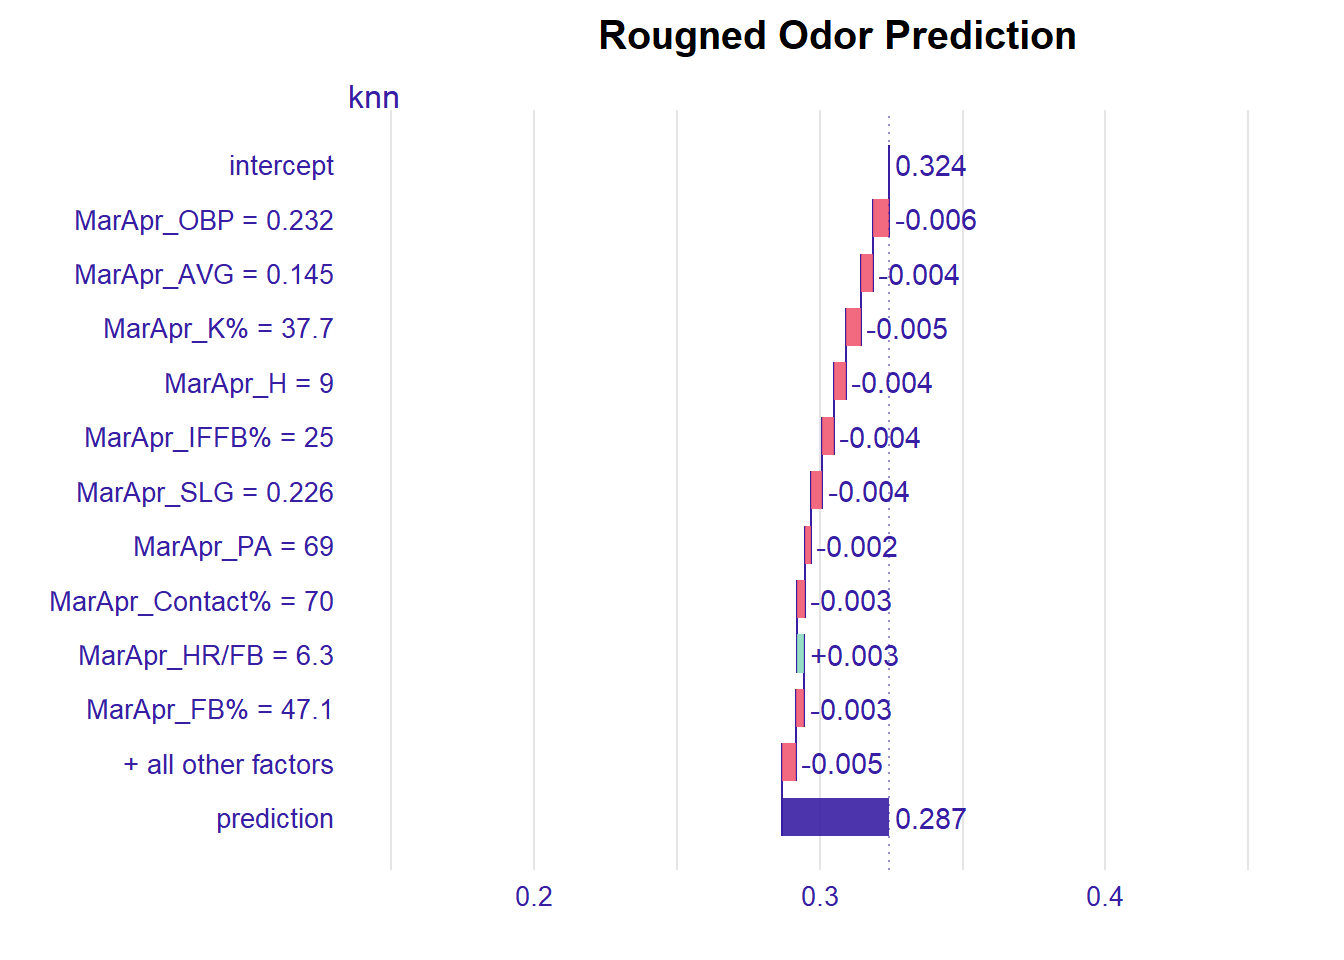 Rougned Odor Prediction
knn
intercept 0.324
MarApr_OBP = 0.232 -0.006
MarApr_AVG = 0.145 -0.004
MarApr_K% = 37.7 -0.005
MarApr_H = 9 -0.004
MarApr_IFFB% = 25 -0.004
MarApr_SLG = 0.226 -0.004
MarApr_PA = 69 -0.002
MarApr_Contact% = 70 -0.003
MarApr_HR/FB = 6.3 +0.003
MarApr_FB% = 47.1 -0.003
+ all other factors -0.005
prediction 0.287
0.2 0.3 0.4